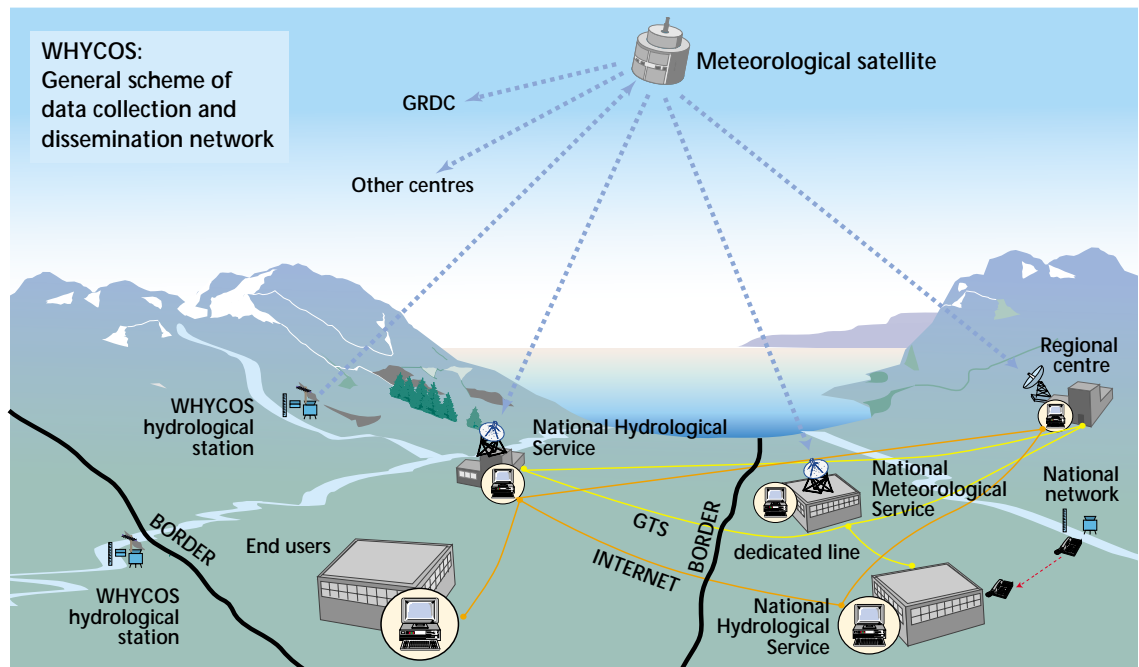 WHYCOS:
General scheme of
data collection and
dissemination network
Meteorological satellite
GRDC
Other centres
Regional
centre
WHYCOS
hydrological
station
National Hydrological
Service
National
Meteorological
Service
National
network
GTS
BORDER
BORDER
dedicated line
End users
INTERNET
WHYCOS
hydrological
station
National
Hydrological
Service